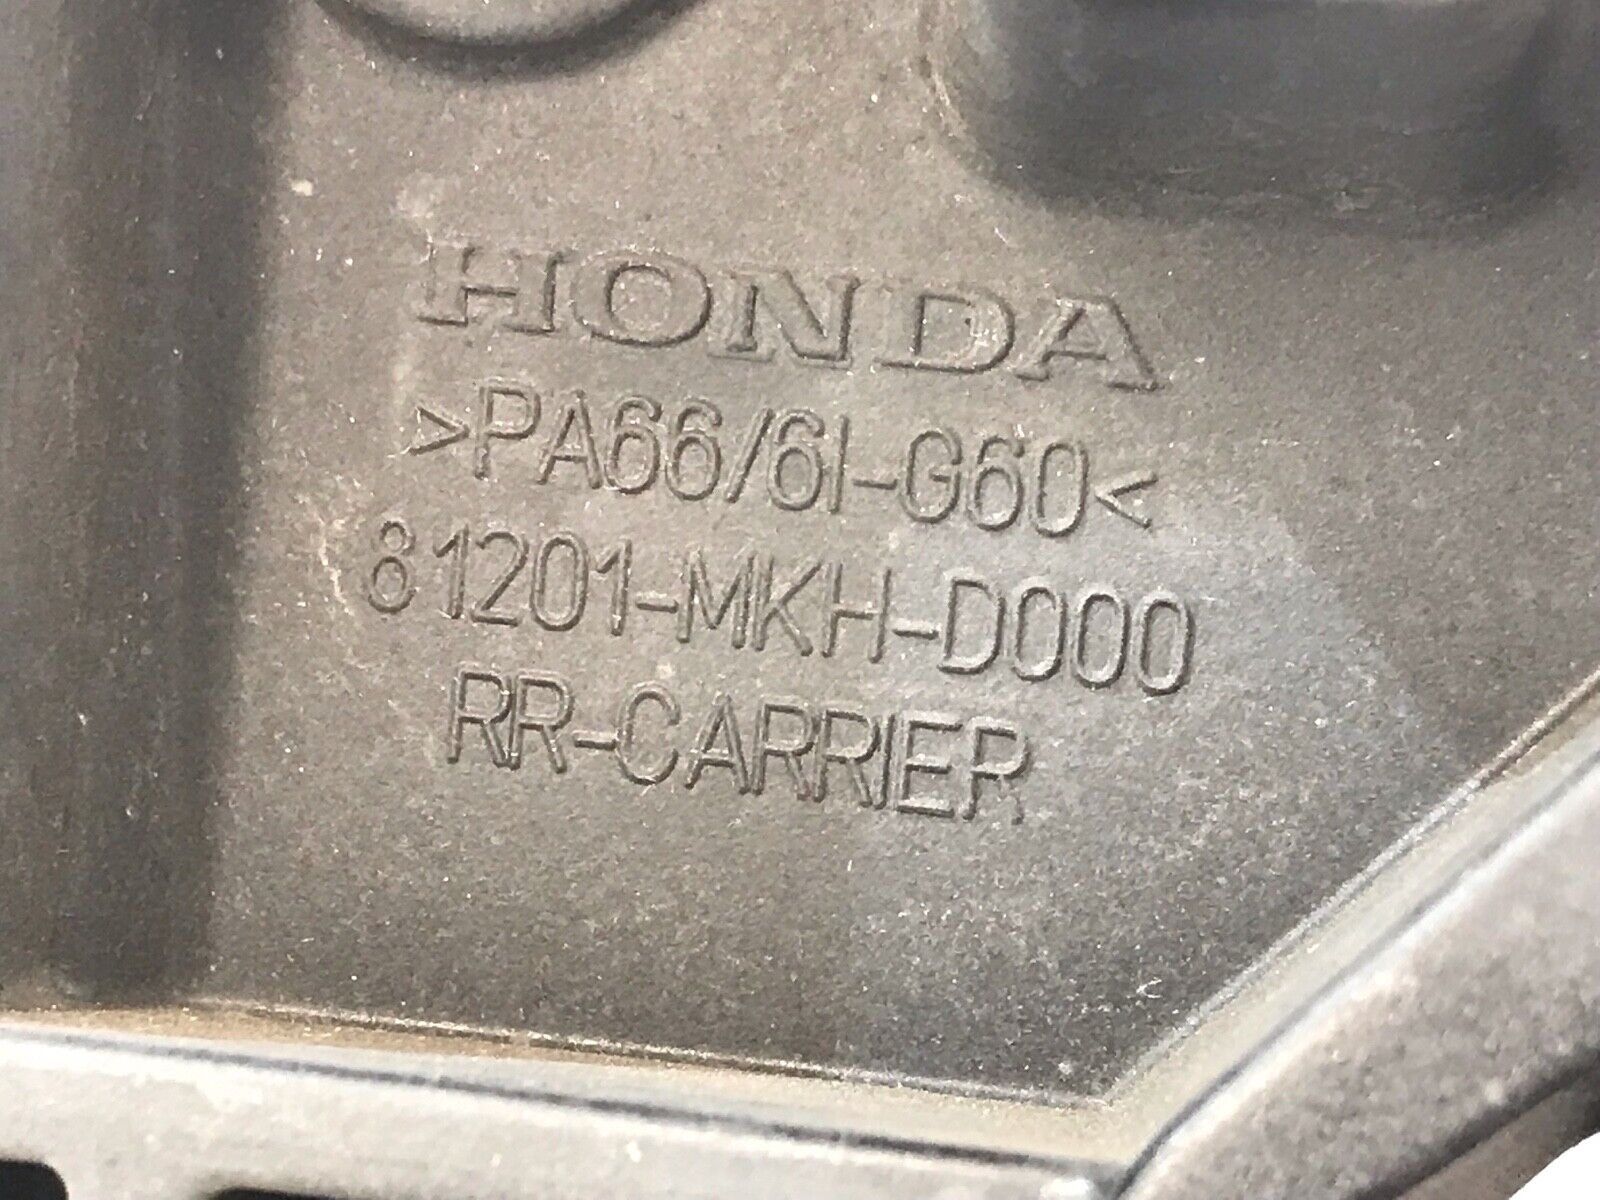 HONDA
>PA66/6I-G60<
81201-MKH-D000
RR-CARRIER